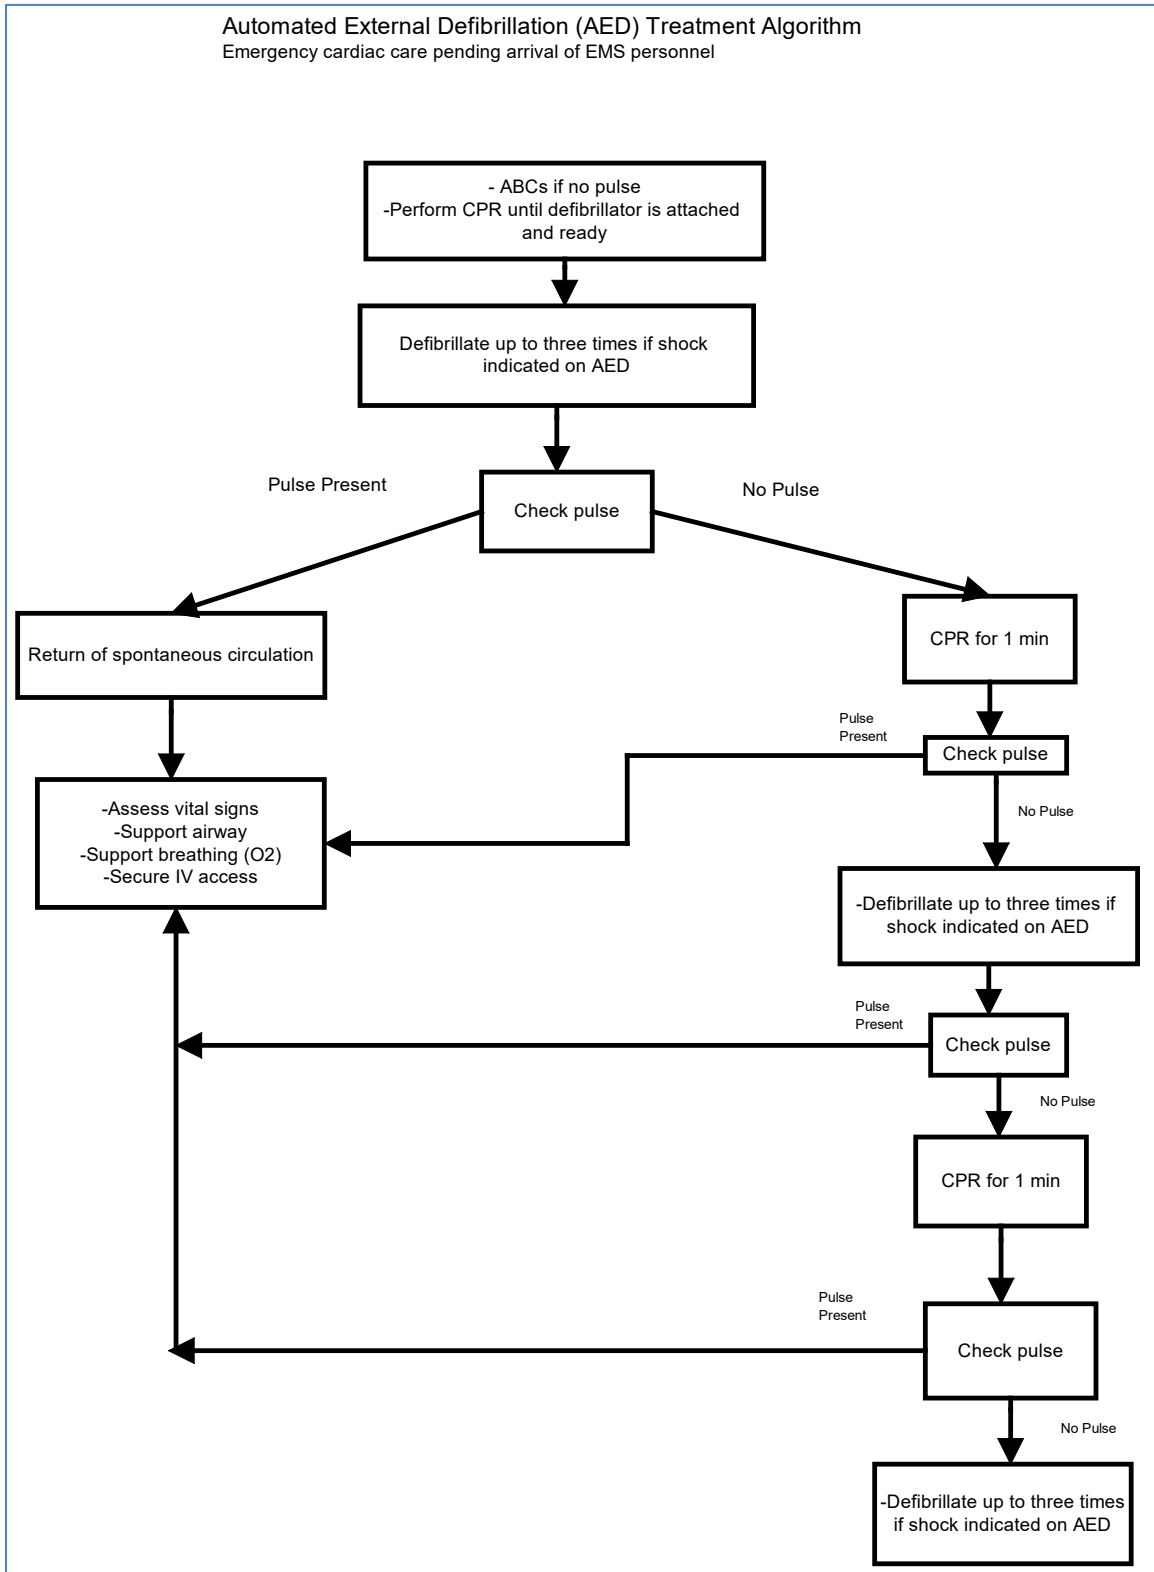 Automated External Defibrillation (AED) Treatment Algorithm
Emergency cardiac care pending arrival of EMS personnel
- ABCs if no pulse
-Perform CPR until defibrillator is attached
and ready
Defibrillate up to three times if shock
indicated on AED
Pulse Present
No Pulse
Check pulse
Return of spontaneous circulation
CPR for 1 min
Pulse
Present
Check pulse
-Assess vital signs
-Support airway
-Support breathing (O2)
-Secure IV access
No Pulse
-Defibrillate up to three times if
shock indicated on AED
Pulse
Present
Check pulse
No Pulse
CPR for 1 min
Pulse
Present
Check pulse
No Pulse
-Defibrillate up to three times
if shock indicated on AED